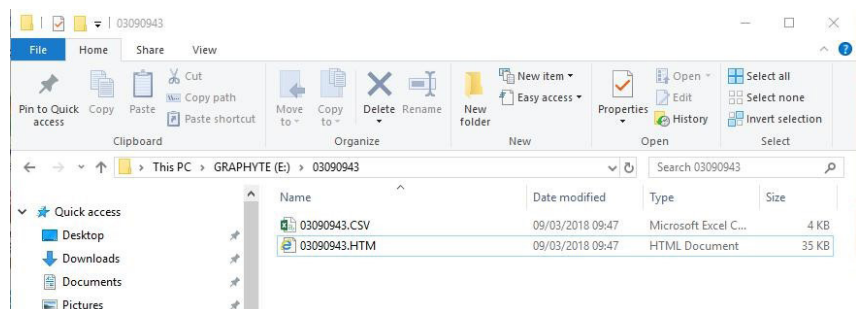 03090943
File Home Share View
Pin to Quick access
Copy
Paste
Cut
Copy path
Paste shortcut
Clipboard
Move to
Copy to
Delete
Rename
Organize
New folder
New item
Easy access
New
Properties
Open
Edit
History
Open
Select all
Select none
Invert selection
Select
This PC > GRAPHYTE (E:) > 03090943
Search 03090943
Name Date modified Type Size
03090943.CSV 09/03/2018 09:47 Microsoft Excel C... 4 KB
03090943.HTM 09/03/2018 09:47 HTML Document 35 KB
Quick access
Desktop
Downloads
Documents
Pictures